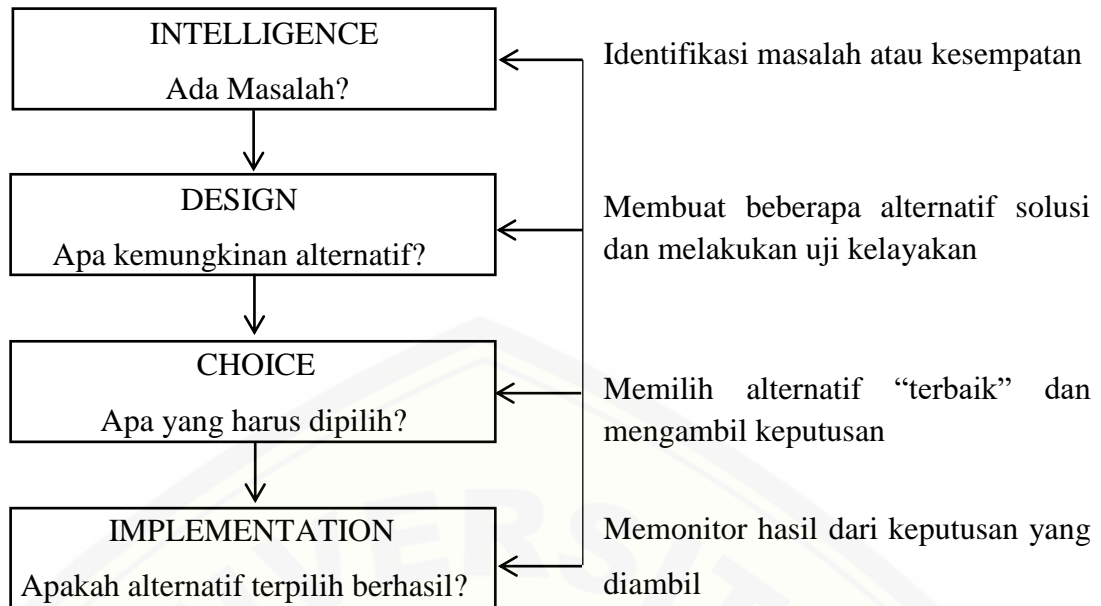 INTELLIGENCE
Ada Masalah?
Identifikasi masalah atau kesempatan
DESIGN
Apa kemungkinan alternatif?
Membuat beberapa alternatif solusi
dan melakukan uji kelayakan
CHOICE
Apa yang harus dipilih?
Memilih alternatif “terbaik” dan
mengambil keputusan
IMPLEMENTATION
Apakah alternatif terpilih berhasil?
Memonitor hasil dari keputusan yang
diambil